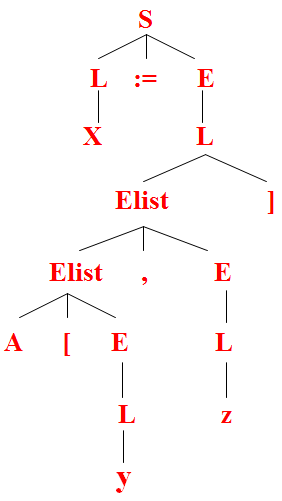 S
L := E
X L
Elist ]
Elist , E
A [ E L
L z
y